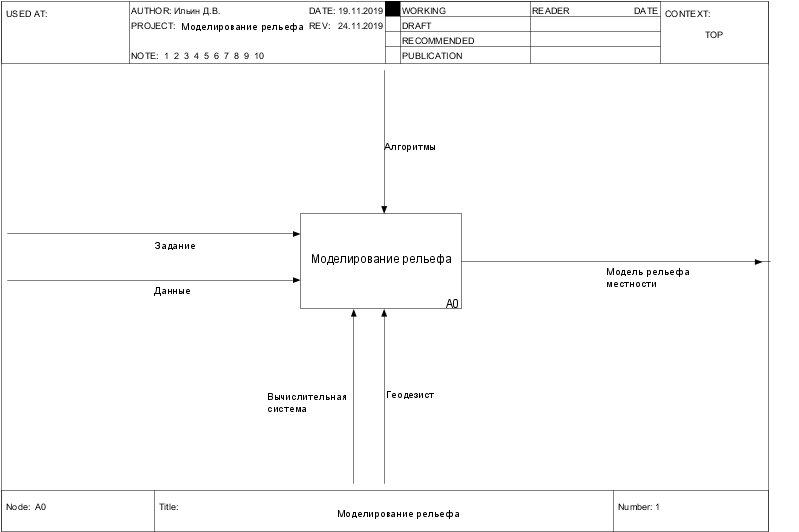 USED AT:
AUTHOR: Ильин Д.В.
DATE: 19.11.2019
PROJECT: Моделирование рельефа
REV: 24.11.2019
NOTE: 1 2 3 4 5 6 7 8 9 10
WORKING
DRAFT
RECOMMENDED
PUBLICATION
READER
DATE
CONTEXT:
TOP
Алгоритмы
Задание
Данные
Моделирование рельефа
A0
Модель рельефа
местности
Вычислительная
система
Геодезист
Node: A0
Title:
Моделирование рельефа
Number: 1